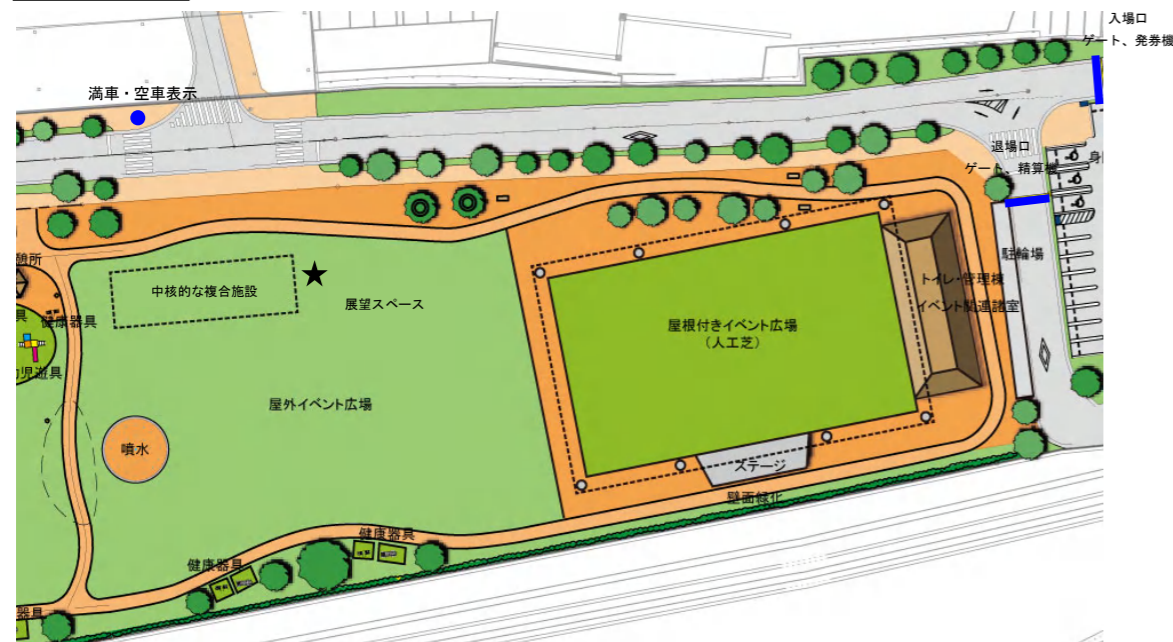 入場口
ゲート、発券機
満車・空車表示
退場口
ゲート、精算機
身
駐輪場
憩所
中核的な複合施設
展望スペース
トイレ・管理棟
イベント関連諸室
具
健康器具
屋根付きイベント広場
(人工芝)
児遊具
屋外イベント広場
噴水
ステージ
壁面緑化
健康器具
健康器具
器具